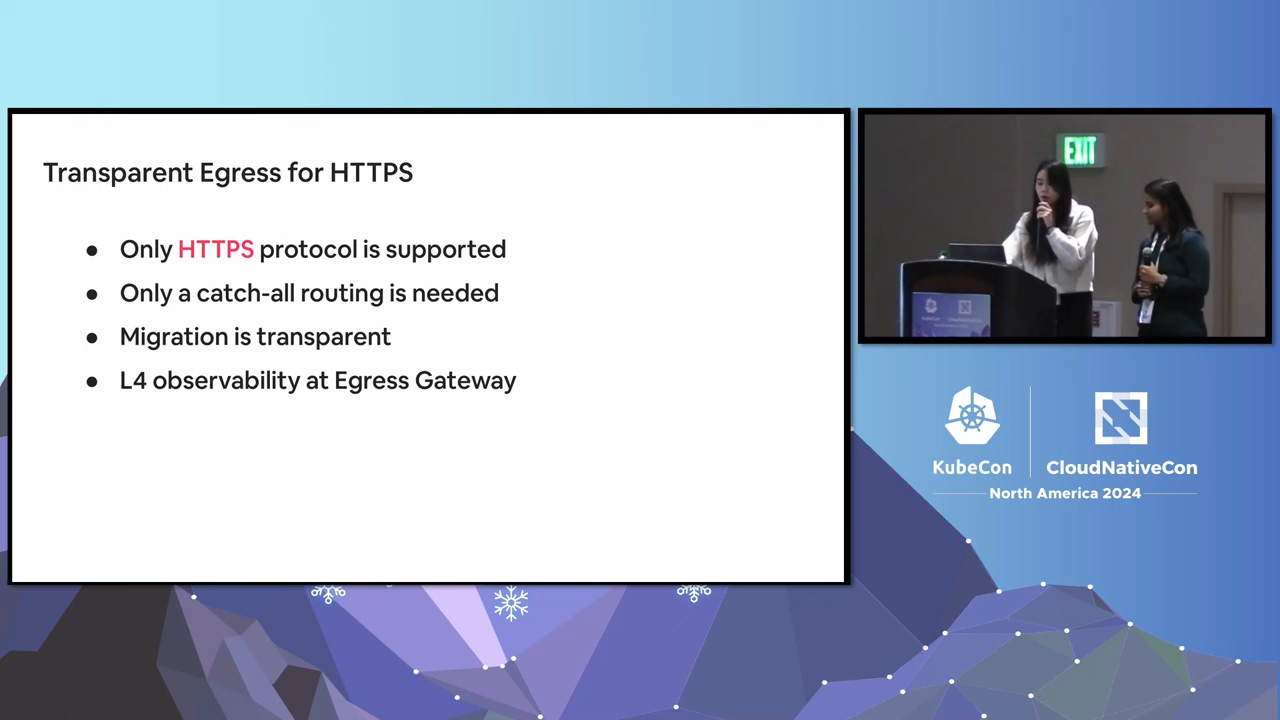 Transparent Egress for HTTPS
● Only HTTPS protocol is supported
● Only a catch-all routing is needed
● Migration is transparent
● L4 observability at Egress Gateway
EXIT
KubeCon
CloudNativeCon
North America 2024